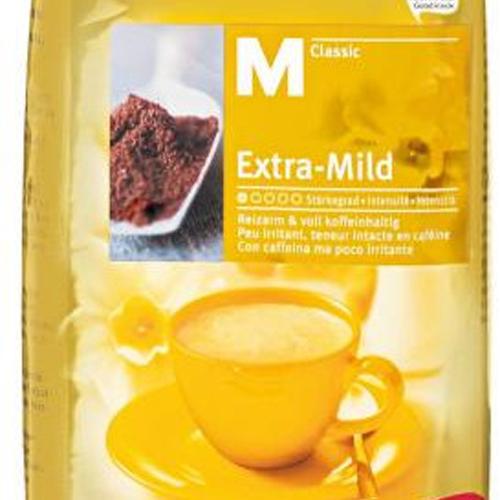 M
Classic
Extra-Mild
Stärkegrad • Intensité • Intensità
Reizarm & voll koffeinhaltig
Peu irritant, teneur intacte en caféine
Con caffeina ma poco irritante